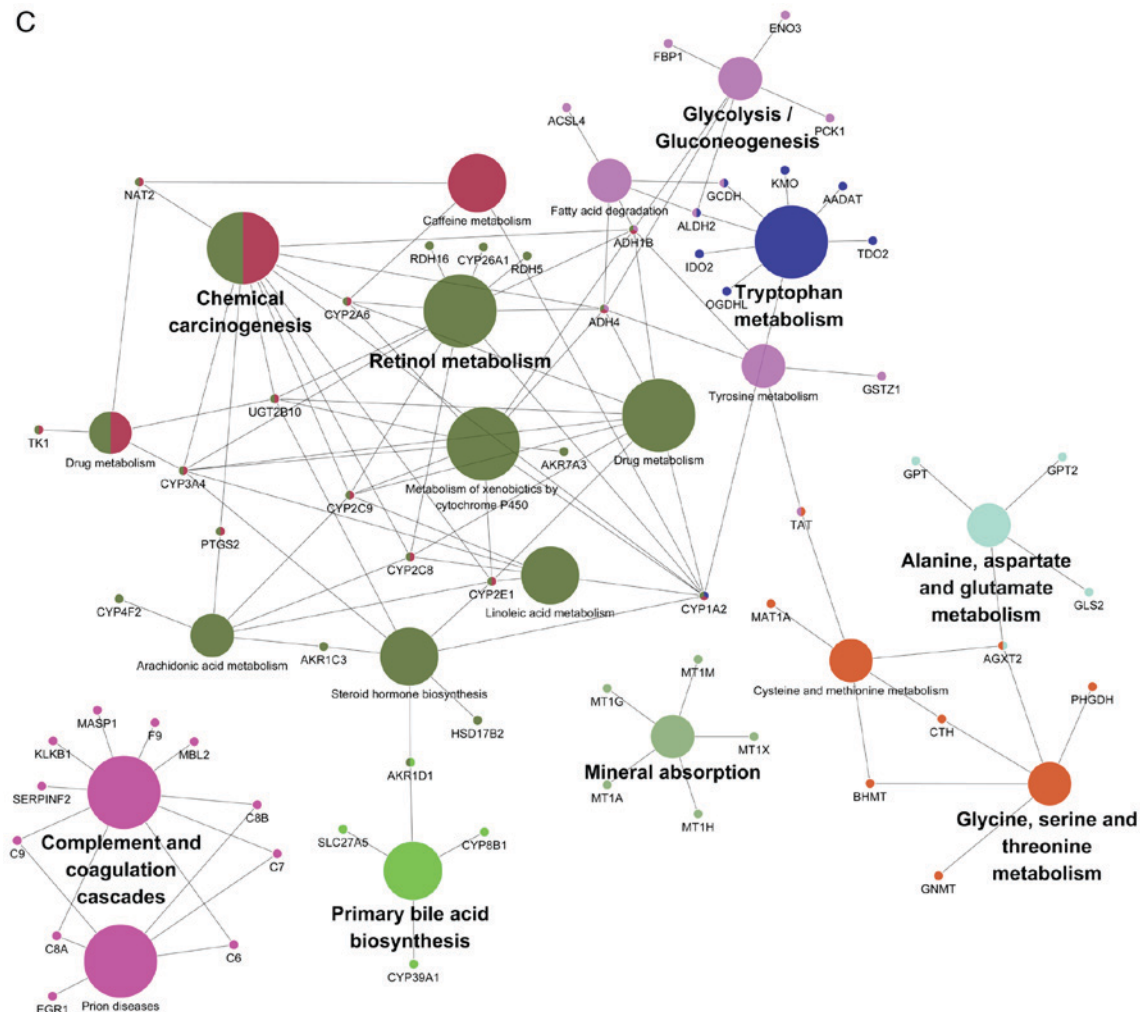 C
ENO3
FBP1
ACSL4
Glycolysis /
Gluconeogenesis
PCK1
NAT2
Caffeine metabolism
Fatty acid degradation
GCDH
KMO
AADAT
ALDH2
ADH1B
RDH16
CYP26A1
RDH5
IDO2
TDO2
OGDHL
Tryptophan
metabolism
Chemical
carcinogenesis
CYP2A6
ADH4
Retinol metabolism
Tyrosine metabolism
GSTZ1
UGT2B10
TK1
Drug metabolism
Drug metabolism
AKR7A3
CYP3A4
Metabolism of xenobiotics by
cytochrome P450
GPT
GPT2
CYP2C9
TAT
PTGS2
Alanine, aspartate
and glutamate
metabolism
CYP2C8
CYP2E1
Linoleic acid metabolism
CYP1A2
GLS2
CYP4F2
MAT1A
AKR1C3
AGXT2
Arachidonic acid metabolism
Steroid hormone biosynthesis
Cysteine and methionine metabolism
MT1M
MT1G
PHGDH
MASP1
F9
HSD17B2
CTH
KLKB1
MBL2
MT1X
AKR1D1
Mineral absorption
SERPINF2
MT1A
BHMT
C8B
MT1H
Complement and
coagulation
cascades
Glycine, serine and
threonine
metabolism
SLC27A5
CYP8B1
C9
C7
GNMT
Primary bile acid
biosynthesis
C8A
C6
CYP39A1
EGR1
Prion diseases